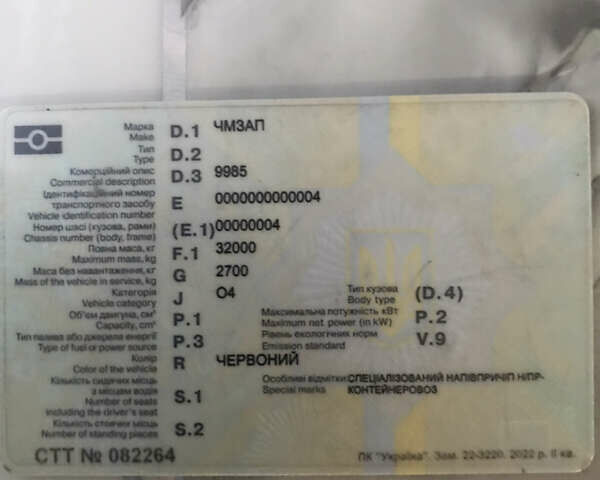 Марка D.1 ЧМЗАП
Make
Тип D.2
Type
Комерційний опис D.3 9985
Commercial description
Ідентифікаційний номер
транспортного засобу E 0000000000004
Vehicle identification number
Номер шасі (кузова, рами) (E.1) 00000004
Chassis number (body, frame)
Повна маса, кг F.1 32000
Maximum mass, kg
Маса без навантаження, кг G 2700
Mass of the vehicle in service, kg
Категорія J O4 Тип кузова (D.4)
Vehicle category Body type
Об'єм двигуна, см³ P.1 Максимальна потужність кВт P.2
Capacity, cm³ Maximum net power (in kW)
Тип палива або джерела енергії P.3 Рівень екологічних норм V.9
Type of fuel or power source Emission standard
Колір R ЧЕРВОНИЙ
Color of the vehicle
Кількість сидячих місць Особливі відмітки СПЕЦІАЛІЗОВАНИЙ НАПІВПРИЧІП Н/ПР-
з місцем водія S.1 Special marks КОНТЕЙНЕРОВОЗ
Number of seats
including the driver's seat
Кількість стоячих місць S.2
Number of standing places
СТТ № 082264 ПК "Україна". Зам. 22-3220. 2022 р. II кв.